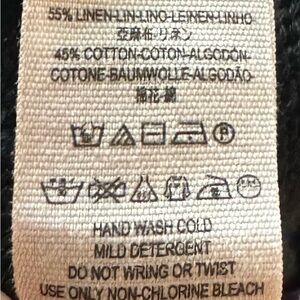 55% LINEN-LIN-LINO-LEINEN-LINHO-
亞麻布-リネン
45% COTTON-COTON-ALGODÓN-
COTONE-BAUMWOLLE-ALGODÃO-
棉花-綿
HAND WASH COLD
MILD DETERGENT
DO NOT WRING OR TWIST
USE ONLY NON-CHLORINE BLEACH